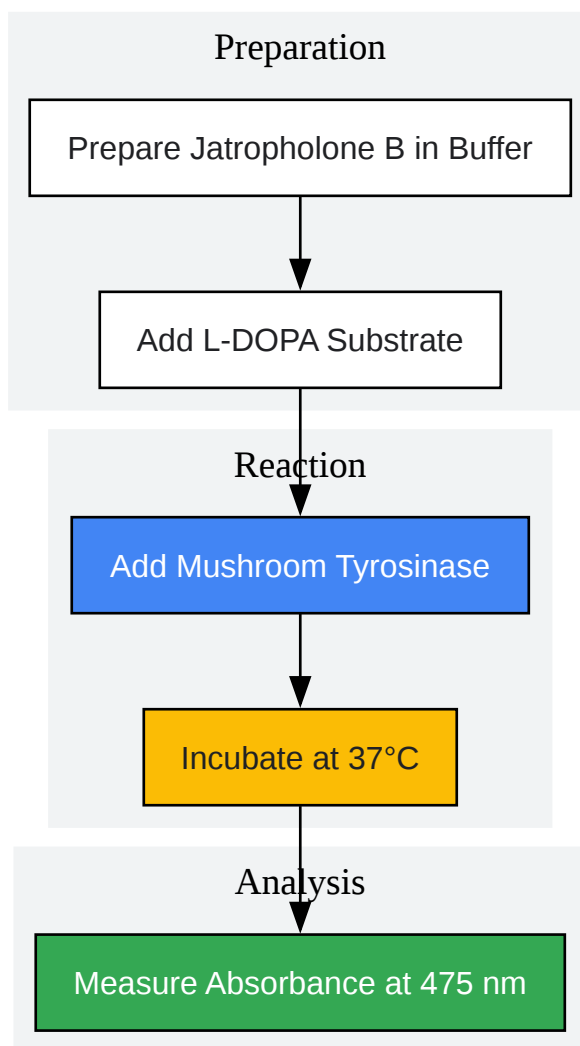 Preparation
Prepare Jatropholone B in Buffer
Add L-DOPA Substrate
Reaction
Add Mushroom Tyrosinase
Incubate at 37°C
Analysis
Measure Absorbance at 475 nm